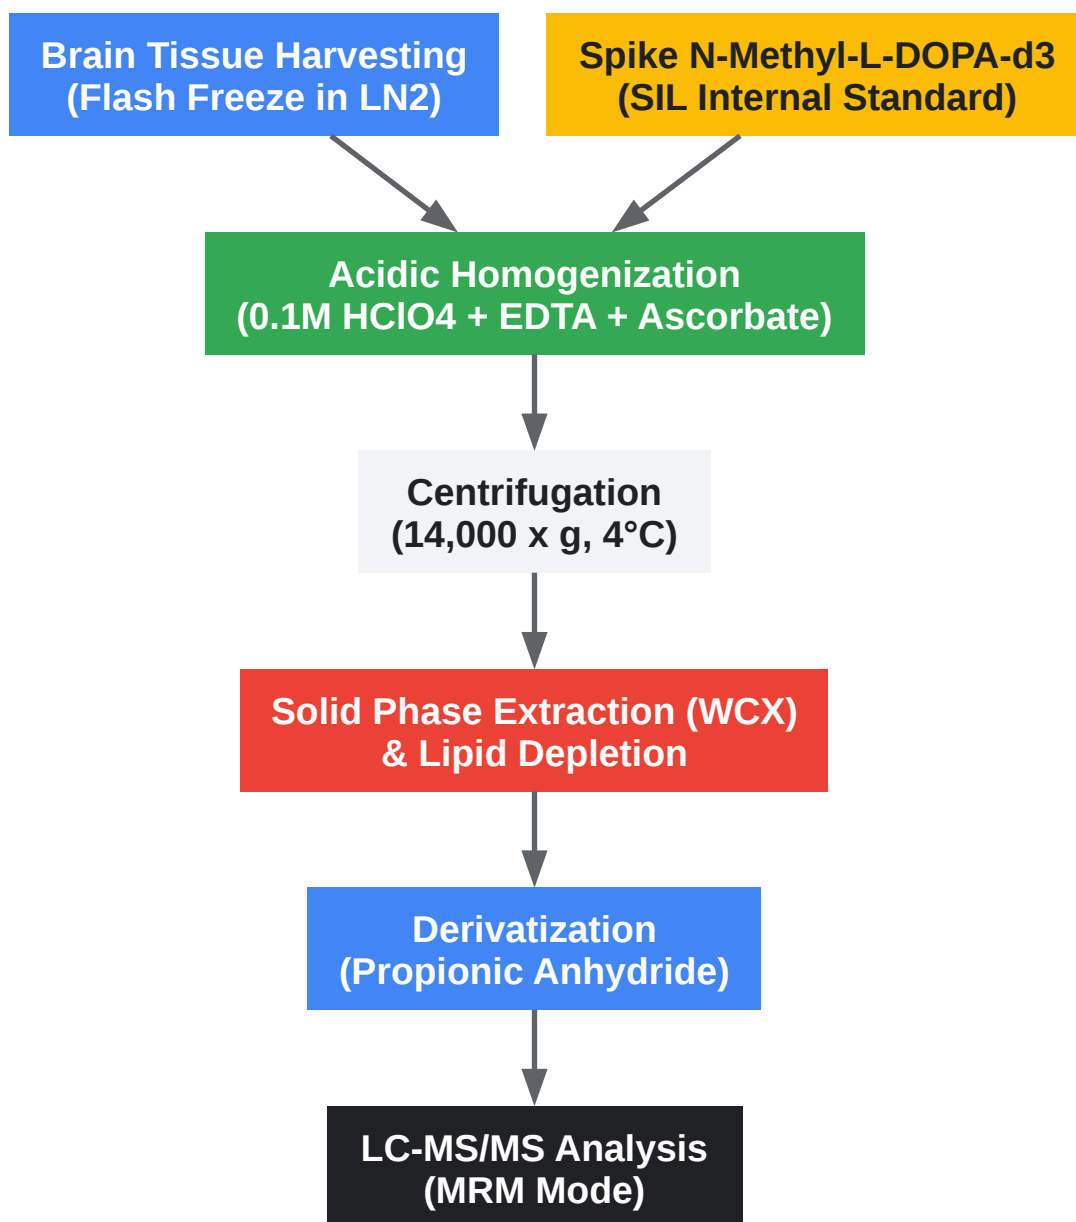 Brain Tissue Harvesting
(Flash Freeze in LN2)
Spike N-Methyl-L-DOPA-d3
(SIL Internal Standard)
Acidic Homogenization
(0.1M HClO4 + EDTA + Ascorbate)
Centrifugation
(14,000 x g, 4°C)
Solid Phase Extraction (WCX)
& Lipid Depletion
Derivatization
(Propionic Anhydride)
LC-MS/MS Analysis
(MRM Mode)